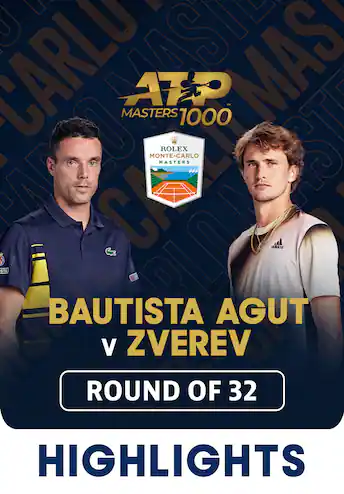 ATP
MASTERS 1000
ROLEX
MONTE-CARLO
MASTERS
BAUTISTA AGUT
v ZVEREV
ROUND OF 32
HIGHLIGHTS